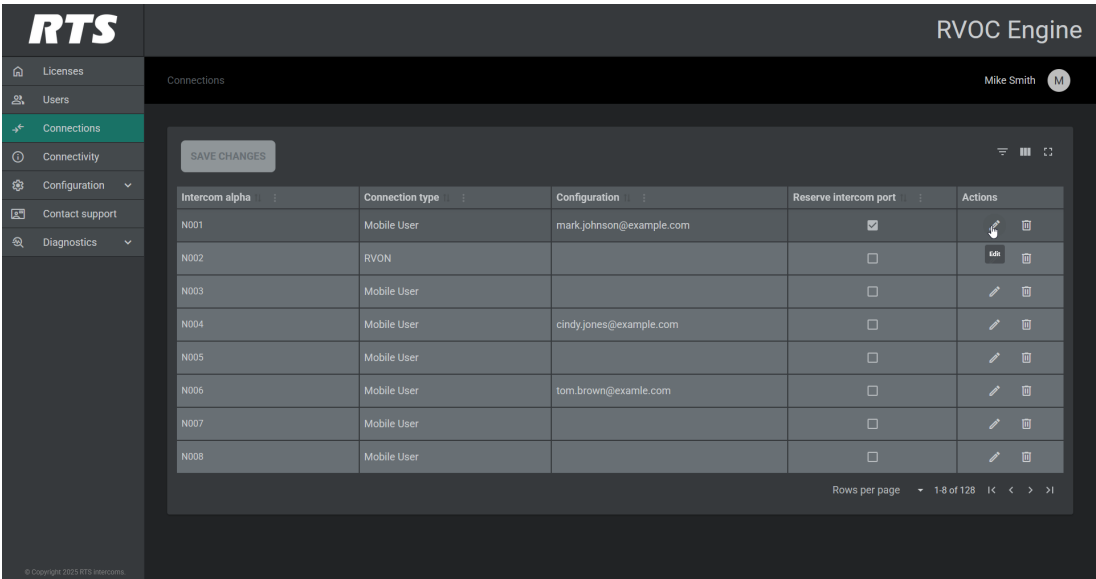 RTS
RVOC Engine
Licenses
Users
Connections
Connectivity
Configuration
Contact support
Diagnostics
Connections
Mike Smith M
SAVE CHANGES
Intercom alpha Connection type Configuration Reserve intercom port Actions
N001 Mobile User mark.johnson@example.com
N002 RVON Edit
N003 Mobile User
N004 Mobile User cindy.jones@example.com
N005 Mobile User
N006 Mobile User tom.brown@examle.com
N007 Mobile User
N008 Mobile User
Rows per page 1-8 of 128
© Copyright 2025 RTS Intercoms.